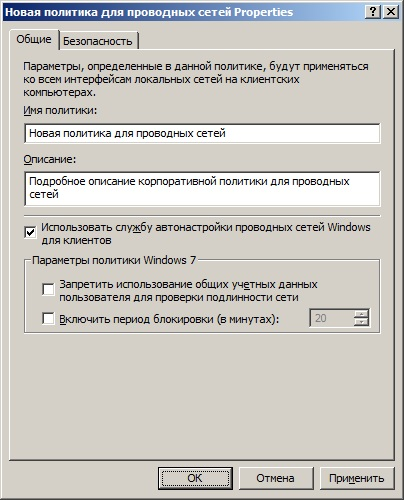 Новая политика для проводных сетей Properties
Общие
Безопасность
Параметры, определенные в данной политике, будут применяться
ко всем интерфейсам локальных сетей на клиентских
компьютерах.
Имя политики:
Новая политика для проводных сетей
Описание:
Подробное описание корпоративной политики для проводных
сетей
Использовать службу автонастройки проводных сетей Windows
для клиентов
Параметры политики Windows 7
Запретить использование общих учетных данных
пользователя для проверки подлинности сети
Включить период блокировки (в минутах):
20
OK
Отмена
Применить